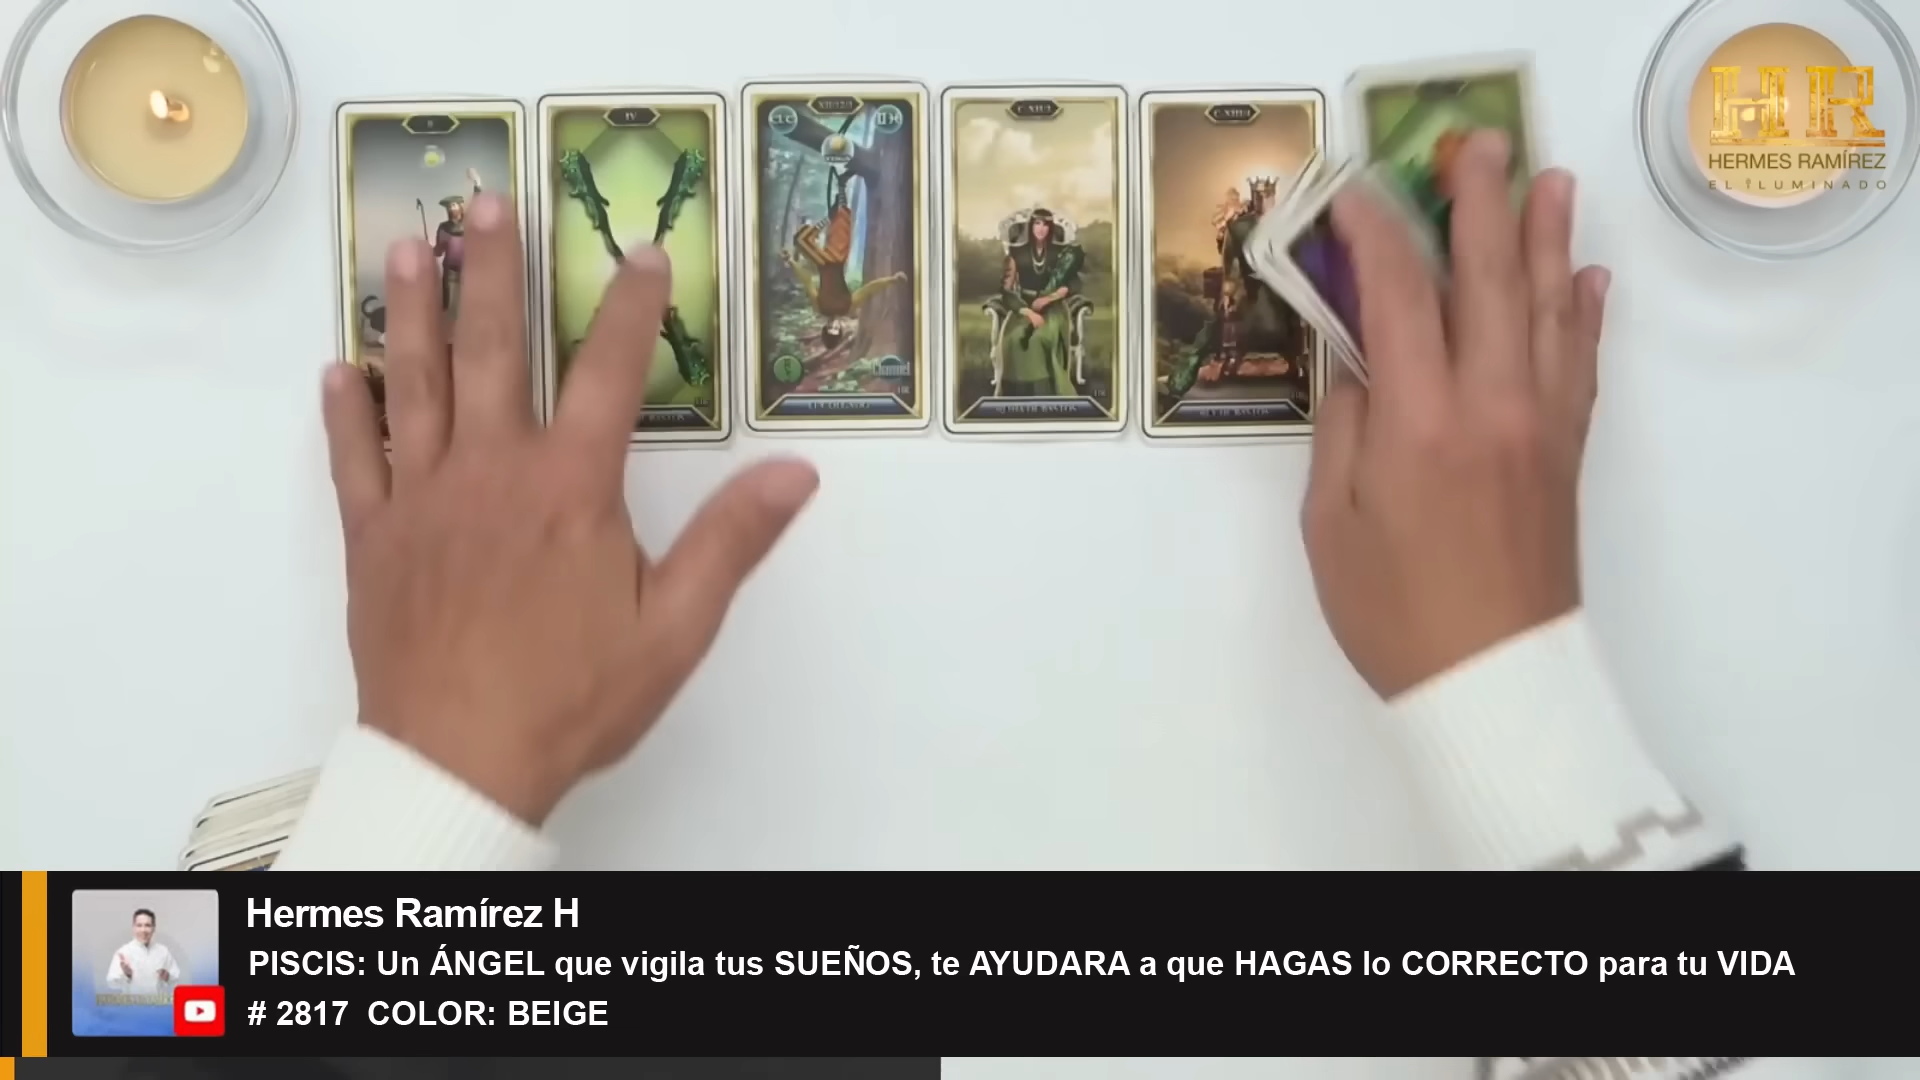 HR
HERMES RAMÍREZ
EL ILUMINADO
IV
Hermes Ramírez H
PISCIS: Un ÁNGEL que vigila tus SUEÑOS, te AYUDARA a que HAGAS lo CORRECTO para tu VIDA
# 2817 COLOR: BEIGE